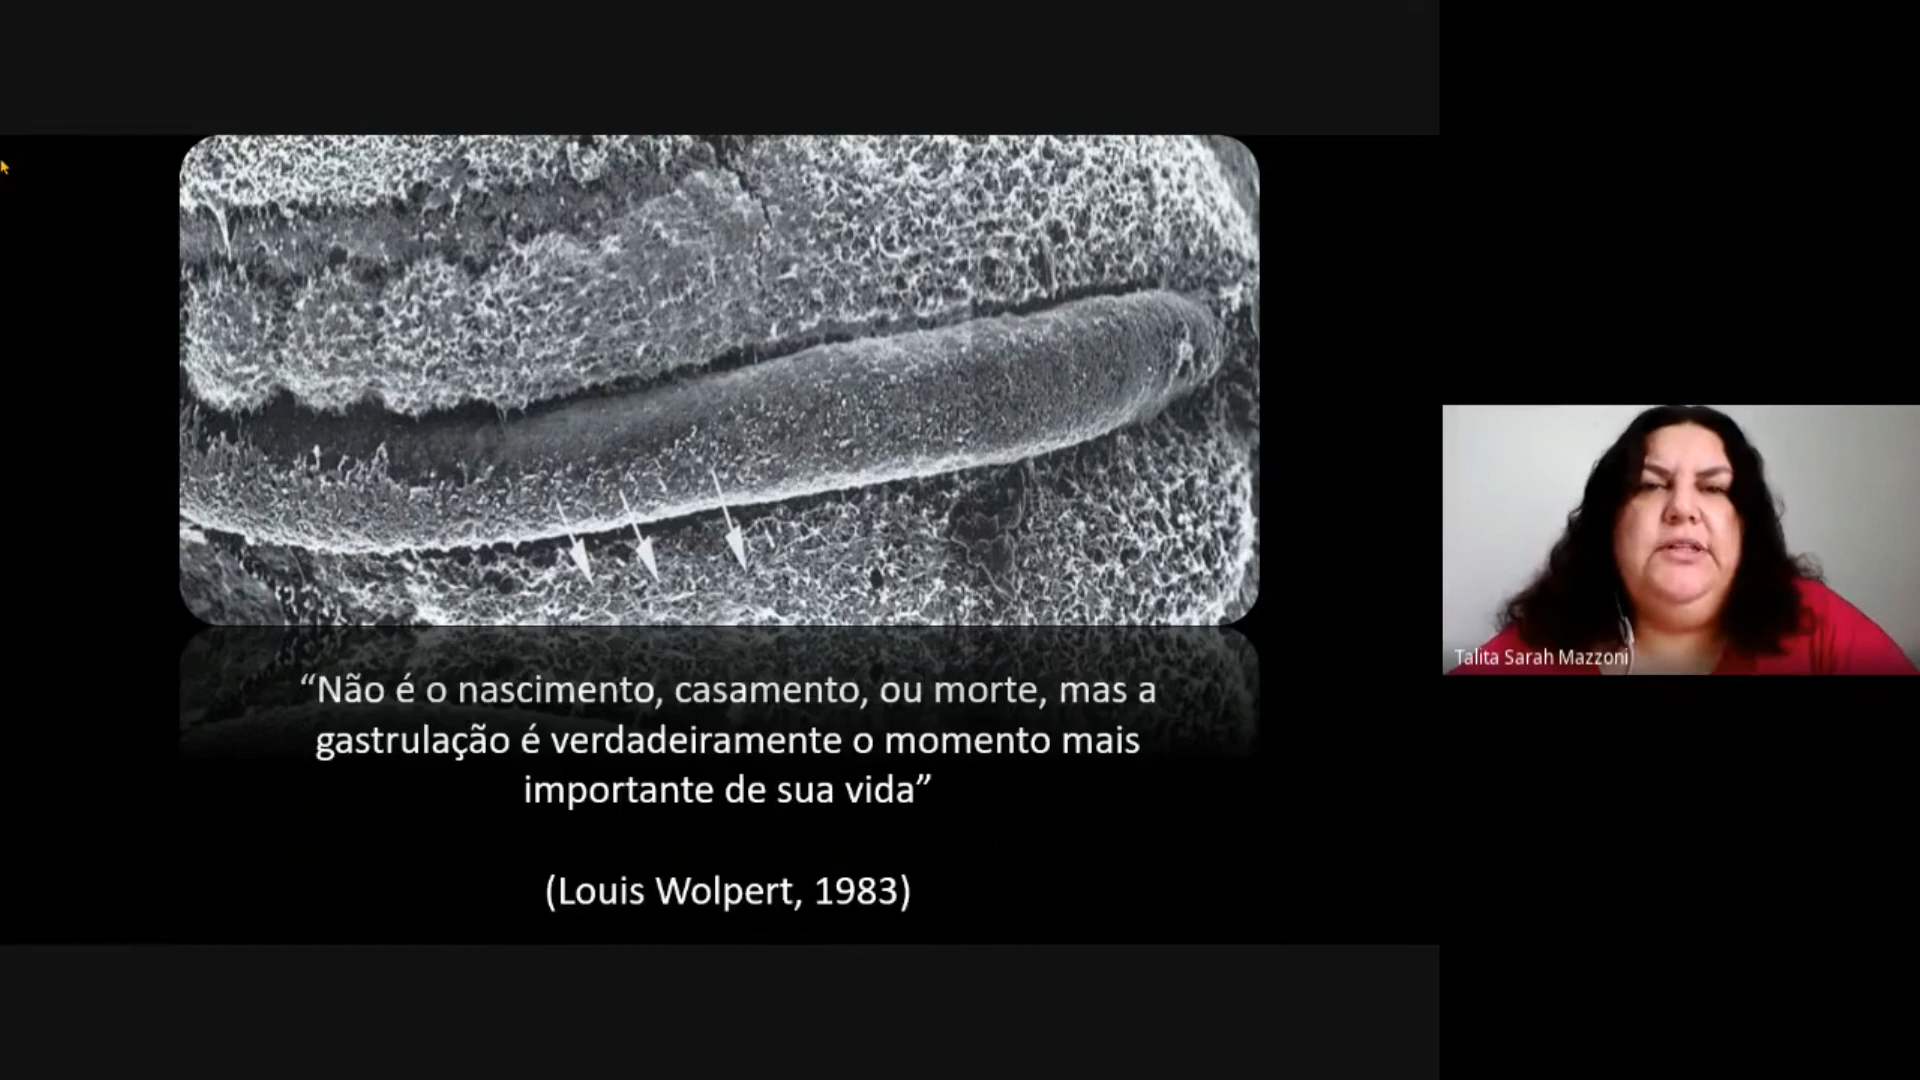 “Não é o nascimento, casamento, ou morte, mas a
gastrulação é verdadeiramente o momento mais
importante de sua vida”
(Louis Wolpert, 1983)
Talita Sarah Mazzoni